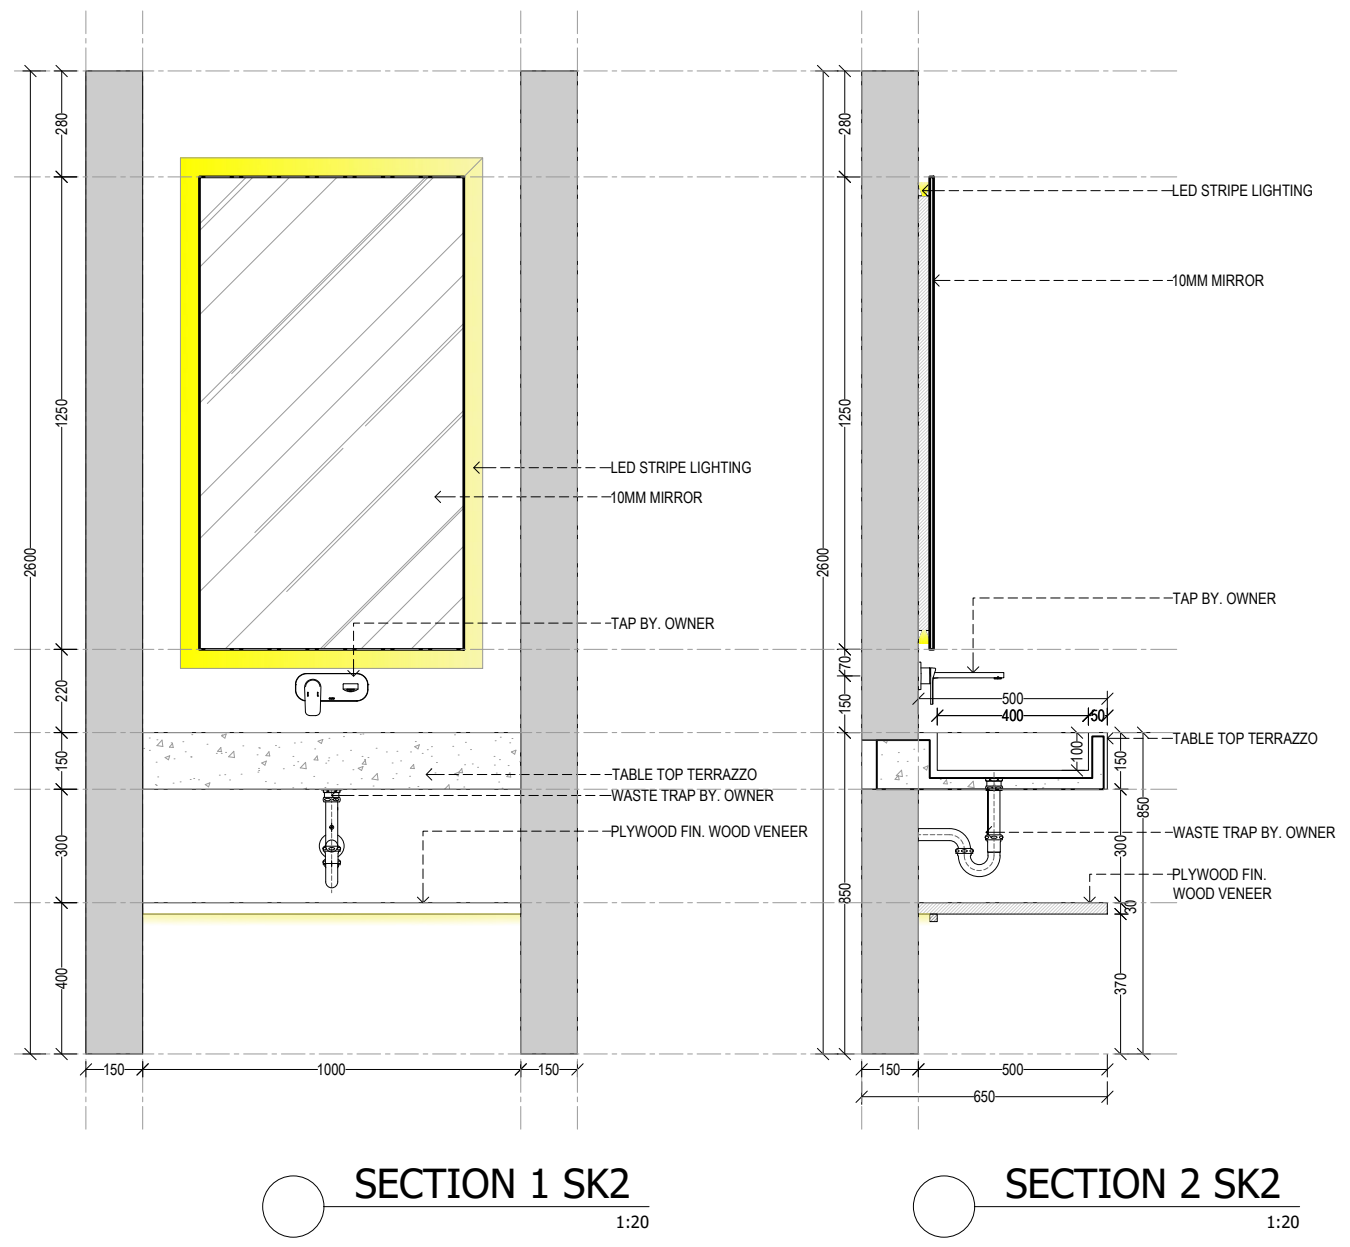 280
1250
2600
220
150
300
400
LED STRIPE LIGHTING
10MM MIRROR
TAP BY. OWNER
TABLE TOP TERRAZZO
WASTE TRAP BY. OWNER
PLYWOOD FIN. WOOD VENEER
150
1000
150
SECTION 1 SK2
1:20
280
1250
2600
70
150
850
LED STRIPE LIGHTING
10MM MIRROR
TAP BY. OWNER
500
400
50
100
150
TABLE TOP TERRAZZO
850
300
WASTE TRAP BY. OWNER
PLYWOOD FIN.
WOOD VENEER
30
370
150
500
650
SECTION 2 SK2
1:20